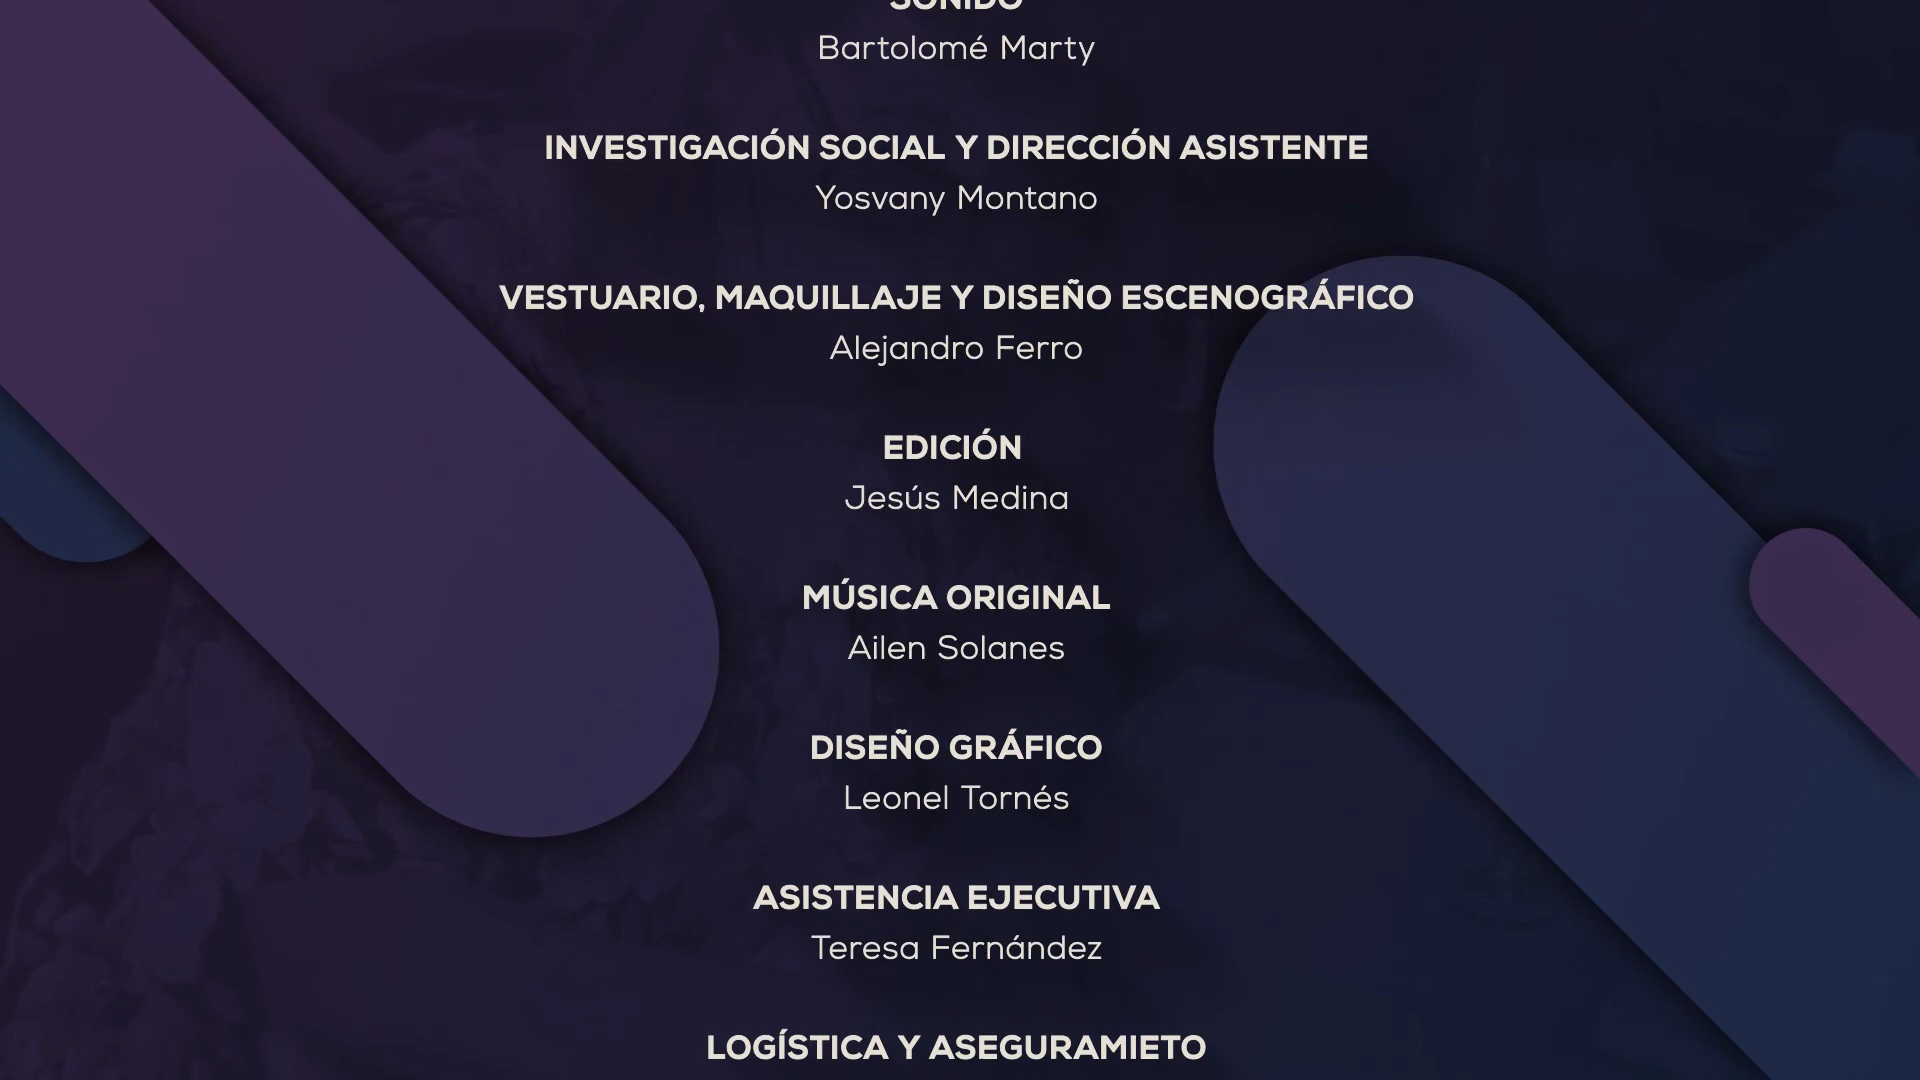 SONIDO
Bartolomé Marty
INVESTIGACIÓN SOCIAL Y DIRECCIÓN ASISTENTE
Yosvany Montano
VESTUARIO, MAQUILLAJE Y DISEÑO ESCENOGRÁFICO
Alejandro Ferro
EDICIÓN
Jesús Medina
MÚSICA ORIGINAL
Ailen Solanes
DISEÑO GRÁFICO
Leonel Tornés
ASISTENCIA EJECUTIVA
Teresa Fernández
LOGÍSTICA Y ASEGURAMIETO